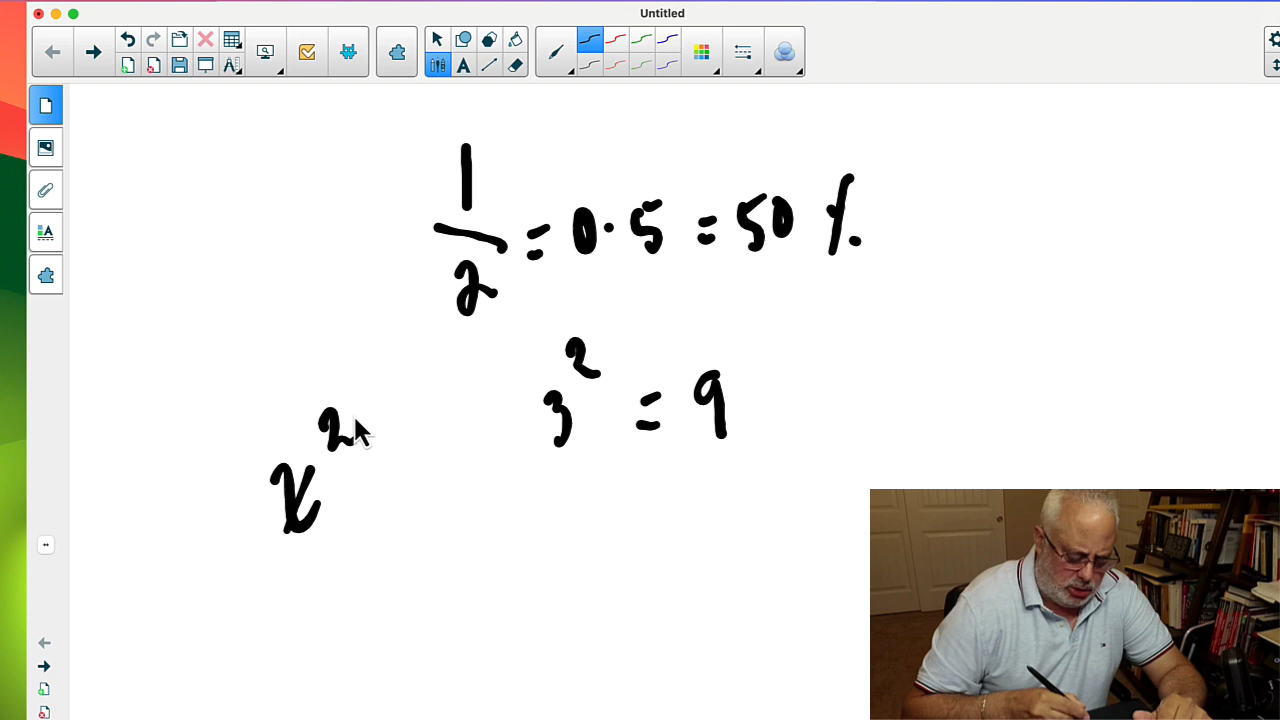 Untitled
1/2 = 0.5 = 50 %
3² = 9
x²